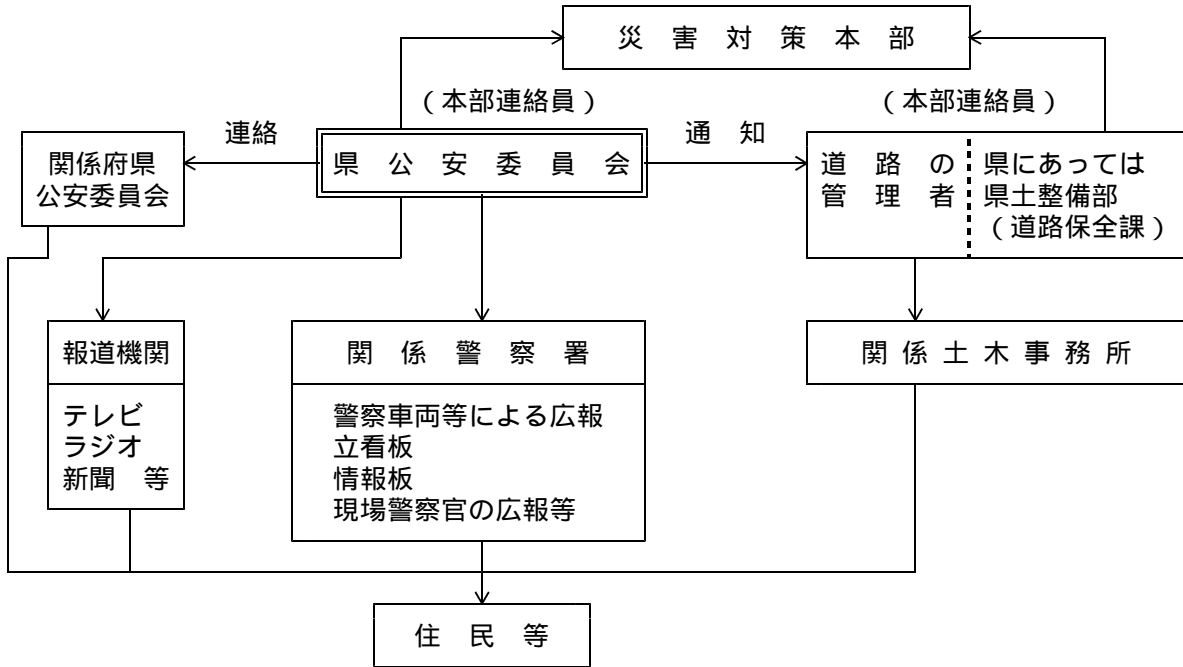 災害対策本部
（本部連絡員）
（本部連絡員）
連絡
通知
関係府県
公安委員会
県公安委員会
道路の
管理者
県にあっては
県土整備部
（道路保全課）
報道機関
テレビ
ラジオ
新聞　等
関係警察署
警察車両等による広報
立看板
情報板
現場警察官の広報等
関係土木事務所
住民等